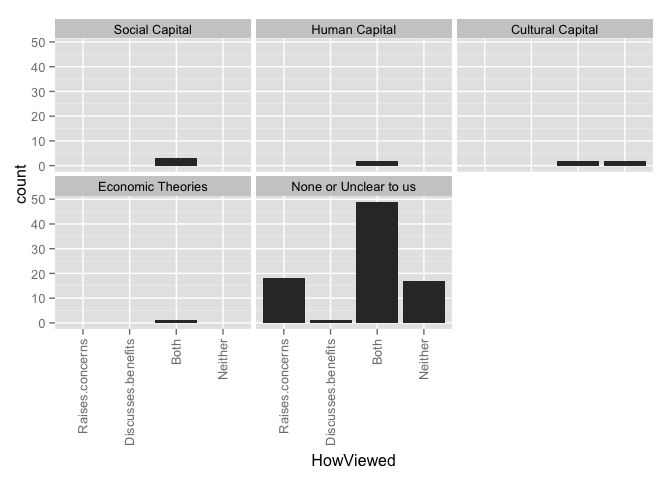 Social Capital
Human Capital
Cultural Capital
50
40
30
20
10
0
count
Economic Theories
None or Unclear to us
50
40
30
20
10
0
Raises.concerns
Discusses.benefits
Both
Neither
Raises.concerns
Discusses.benefits
Both
Neither
HowViewed